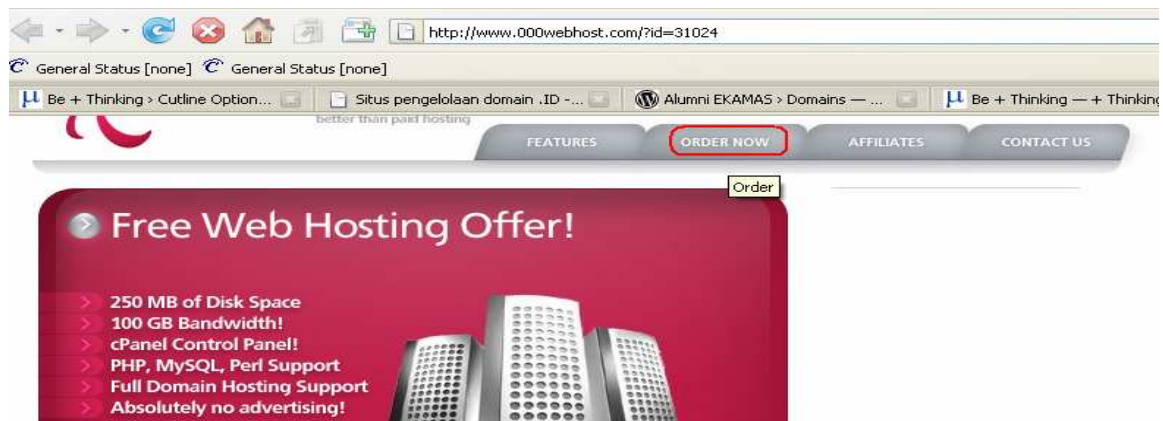 http://www.000webhost.com/?id=31024
General Status [none] General Status [none]
Be + Thinking › Cutline Option... Situs pengelolaan domain .ID -... Alumni EKAMAS › Domains — ... Be + Thinking — + Thinking
better than paid hosting
FEATURES ORDER NOW AFFILIATES CONTACT US
Order
Free Web Hosting Offer!
250 MB of Disk Space
100 GB Bandwidth!
cPanel Control Panel!
PHP, MySQL, Perl Support
Full Domain Hosting Support
Absolutely no advertising!